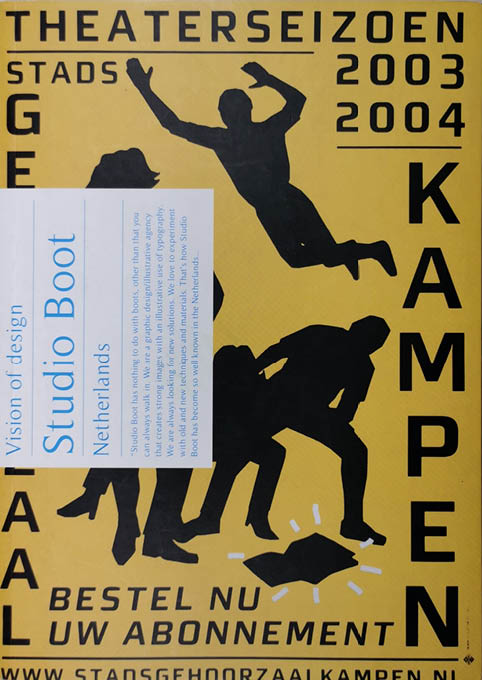 THEATERSEIZOEN
STADS
2003
2004
GE
AAL
KAMPEN
Vision of design
Studio Boot
Netherlands
"Studio Boot has nothing to do with boots, other than that you
can always walk in. We are a graphic design/illustrative agency
that creates strong images with an illustrative use of typography.
We are always looking for new solutions. We love to experiment
with old and new techniques and materials. That's how Studio
Boot has become so well known in the Netherlands...
BESTEL NU
UW ABONNEMENT
WWW.STADSGEHOORZAALKAMPEN.NL